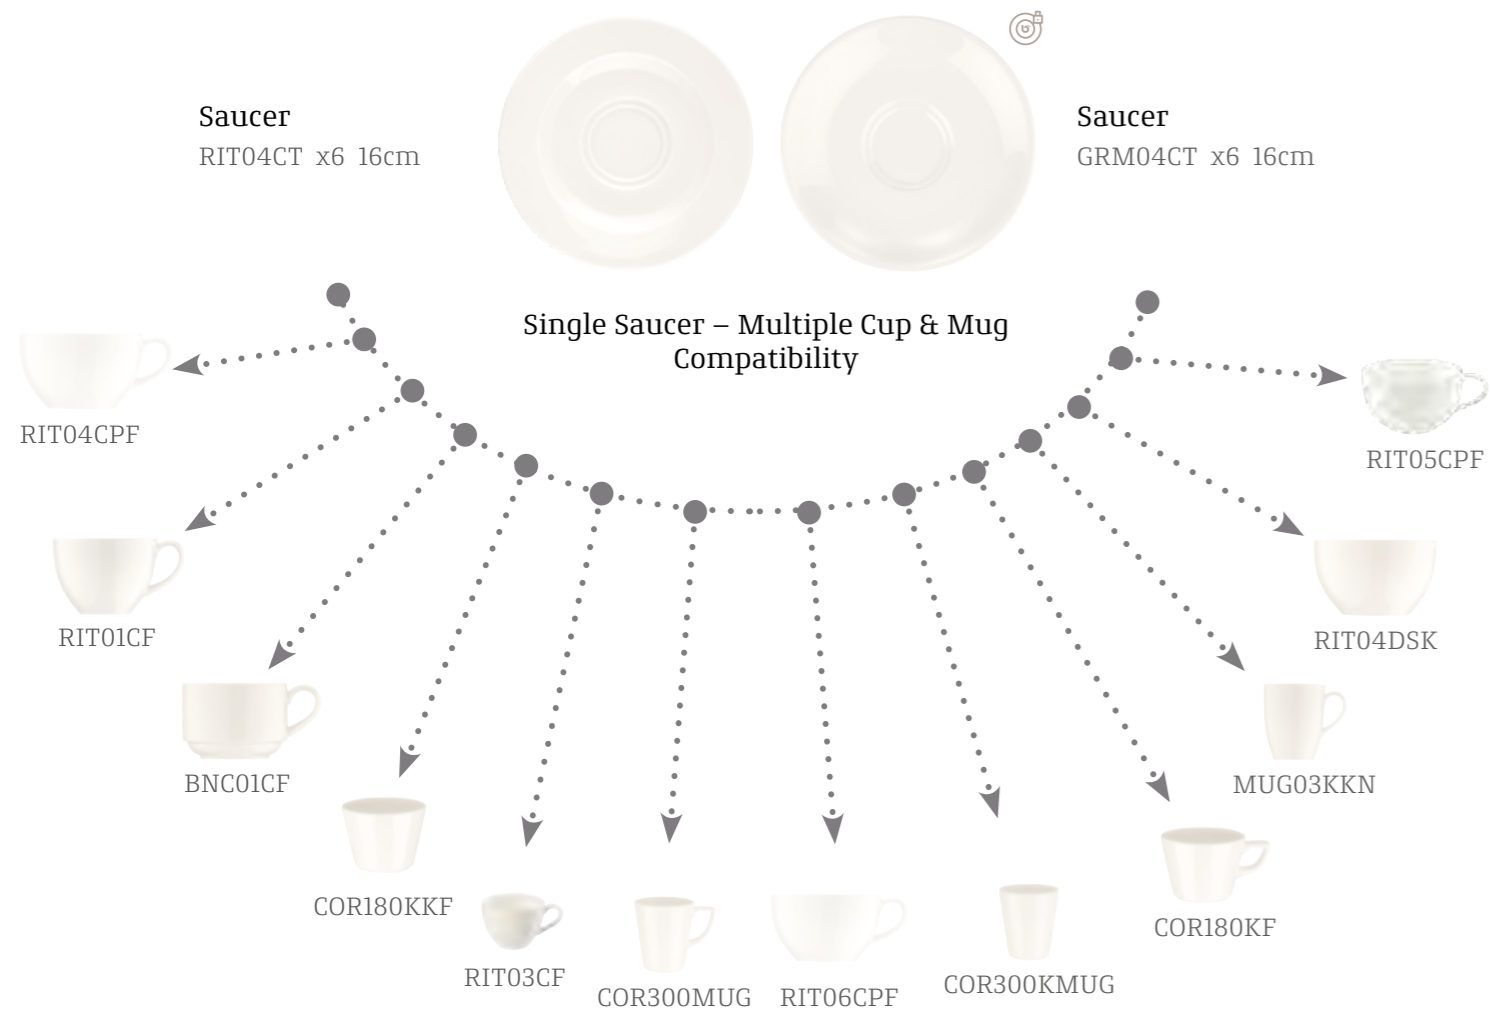 Saucer
RIT04CT x6 16cm
Saucer
GRM04CT x6 16cm
Single Saucer – Multiple Cup & Mug
Compatibility
RIT04CPF
RIT05CPF
RIT01CF
RIT04DSK
BNC01CF
MUG03KKN
COR180KKF
COR180KF
RIT03CF
COR300MUG
RIT06CPF
COR300KMUG